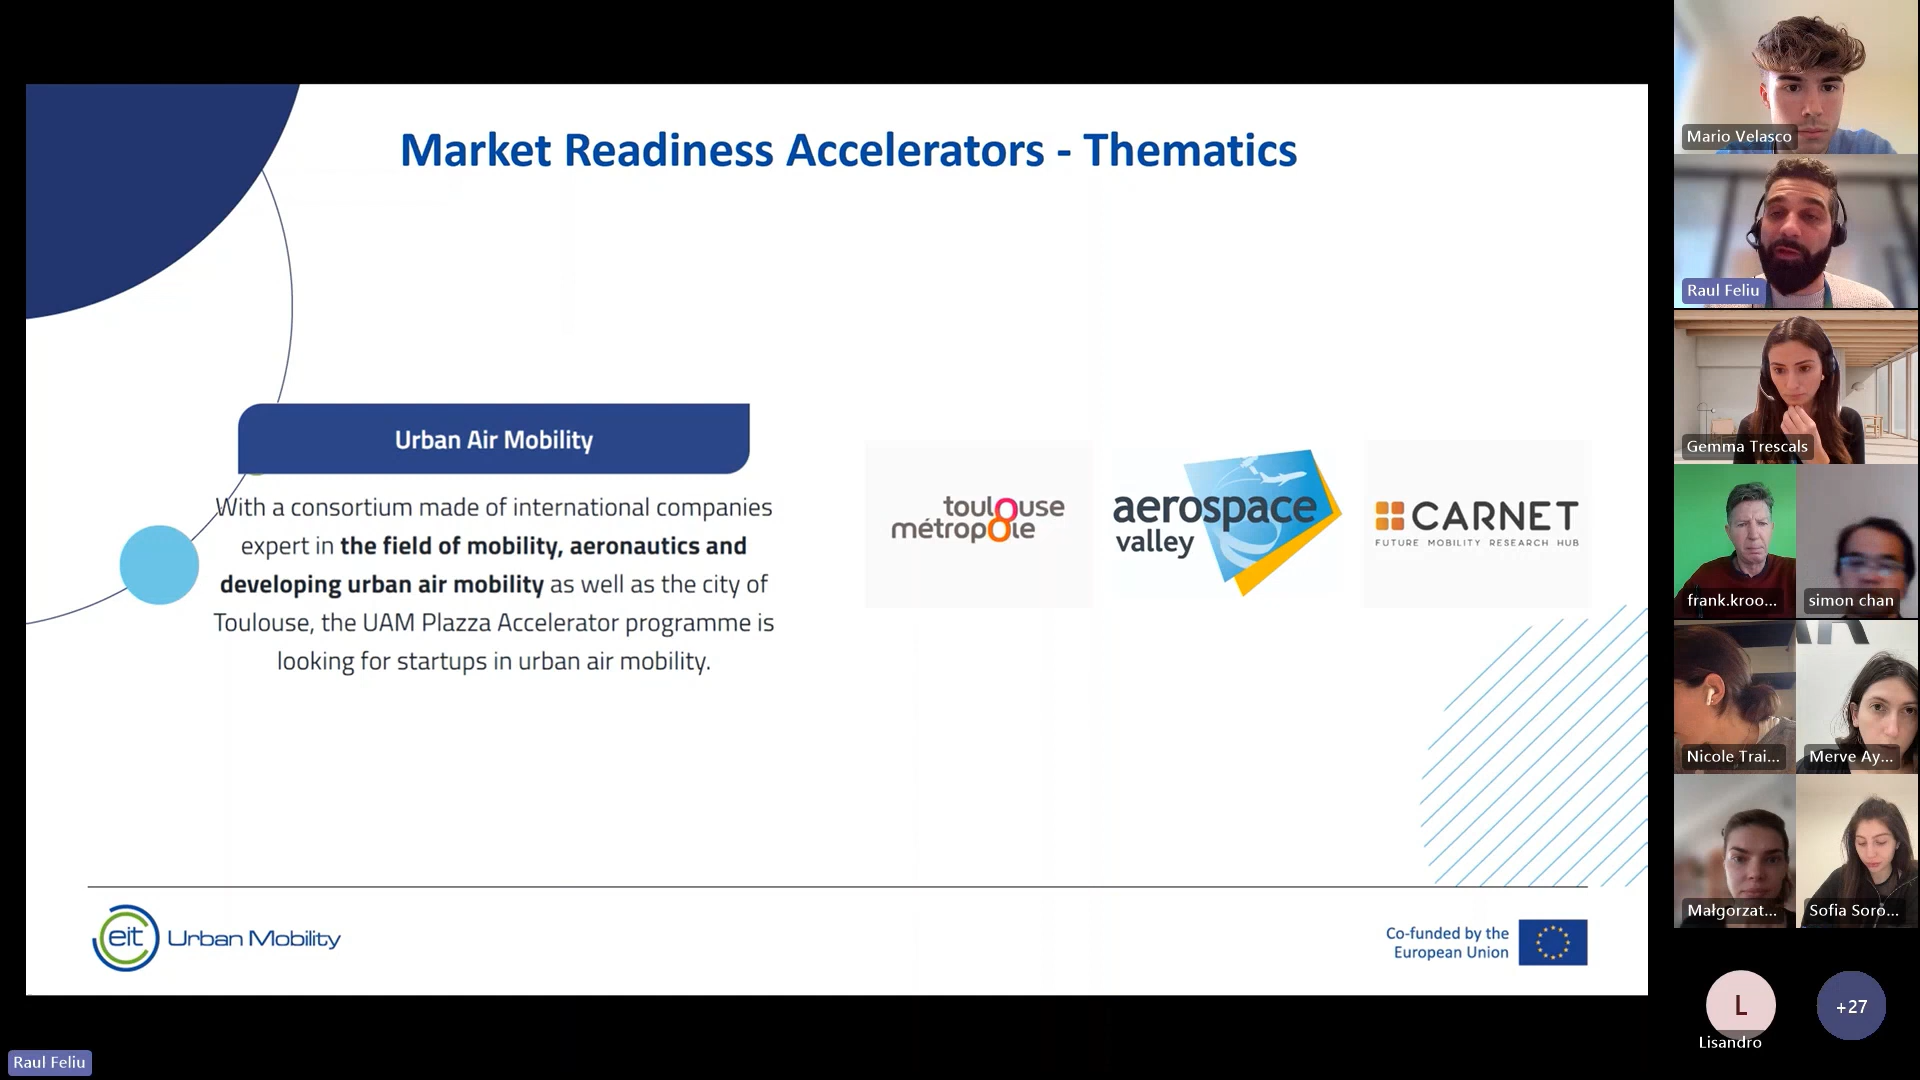 Market Readiness Accelerators - Thematics
Urban Air Mobility
With a consortium made of international companies
expert in the field of mobility, aeronautics and
developing urban air mobility as well as the city of
Toulouse, the UAM Plazza Accelerator programme is
looking for startups in urban air mobility.
toulouse
métropole
aerospace
valley
CARNET
FUTURE MOBILITY RESEARCH HUB
eit Urban Mobility
Co-funded by the
European Union
Raul Feliu
Mario Velasco
Raul Feliu
Gemma Trescals
frank.kroo...
simon chan
Nicole Trai...
Merve Ay...
Małgorzat...
Sofia Soro...
L
Lisandro
+27